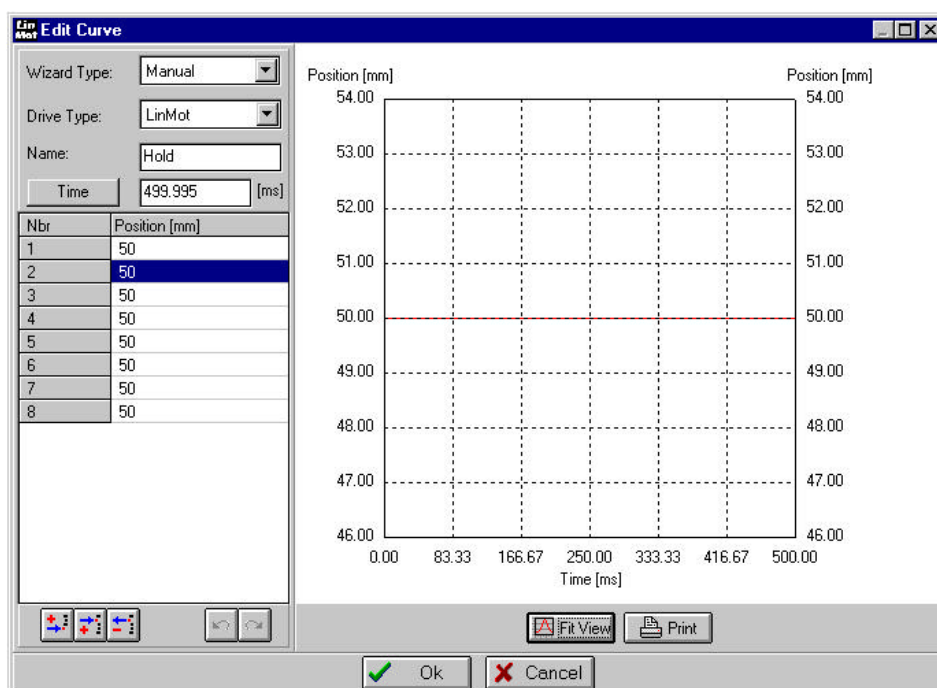 Lin Mot Edit Curve
Wizard Type: Manual
Drive Type: LinMot
Name: Hold
Time 499.995 [ms]
Nbr Position [mm]
1 50
2 50
3 50
4 50
5 50
6 50
7 50
8 50
Position [mm] Position [mm]
54.00 54.00
53.00 53.00
52.00 52.00
51.00 51.00
50.00 50.00
49.00 49.00
48.00 48.00
47.00 47.00
46.00 46.00
0.00 83.33 166.67 250.00 333.33 416.67 500.00
Time [ms]
Fit View Print
Ok Cancel